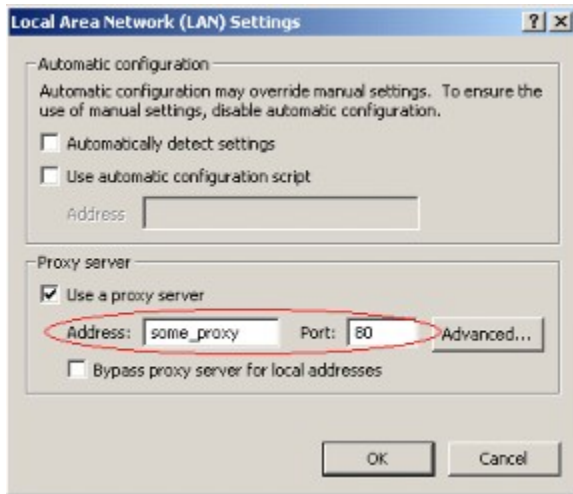 Local Area Network (LAN) Settings
Automatic configuration
Automatic configuration may override manual settings. To ensure the
use of manual settings, disable automatic configuration.
Automatically detect settings
Use automatic configuration script
Address
Proxy server
Use a proxy server
Address: some_proxy Port: 80 Advanced...
Bypass proxy server for local addresses
OK Cancel